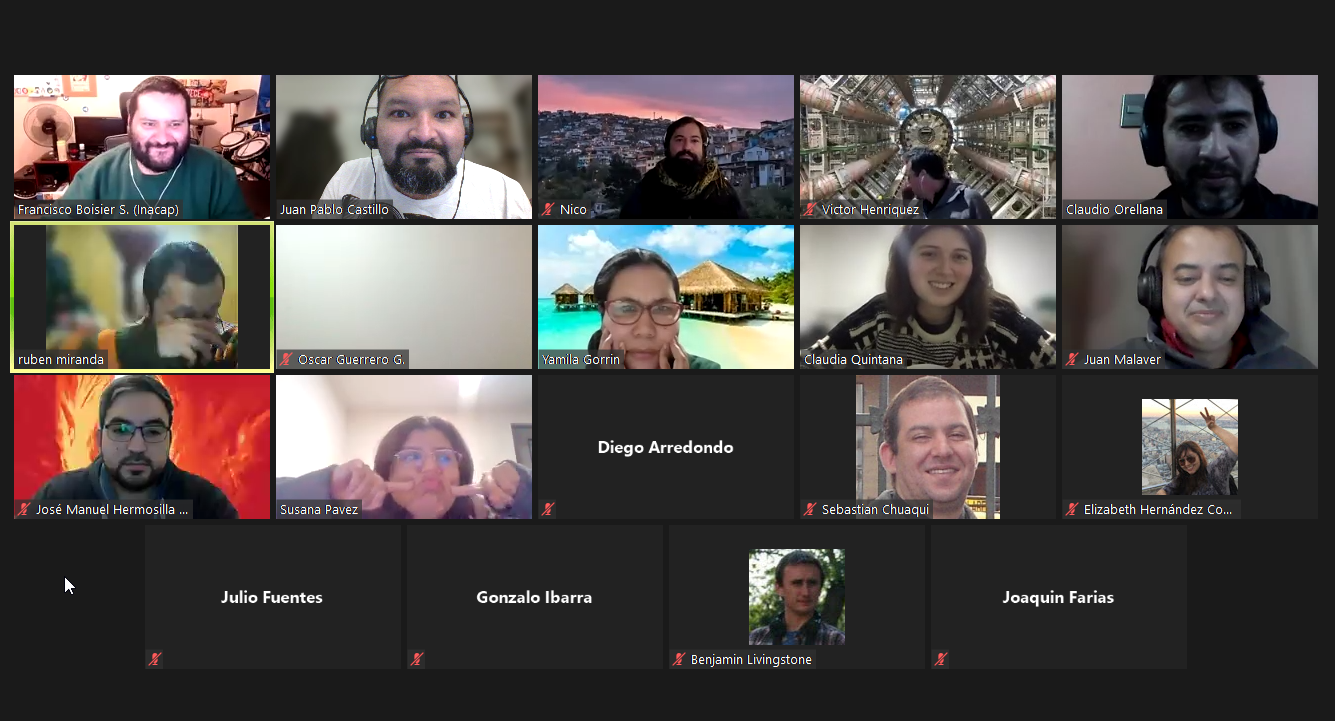 Francisco Boisier S. (Inacap)
Juan Pablo Castillo
Nico
Victor Henriquez
Claudio Orellana
ruben miranda
Oscar Guerrero G.
Yamila Gorrin
Claudia Quintana
Juan Malaver
José Manuel Hermosilla ...
Susana Pavez
Diego Arredondo
Sebastian Chuaqui
Elizabeth Hernández Co...
Julio Fuentes
Gonzalo Ibarra
Benjamin Livingstone
Joaquin Farias